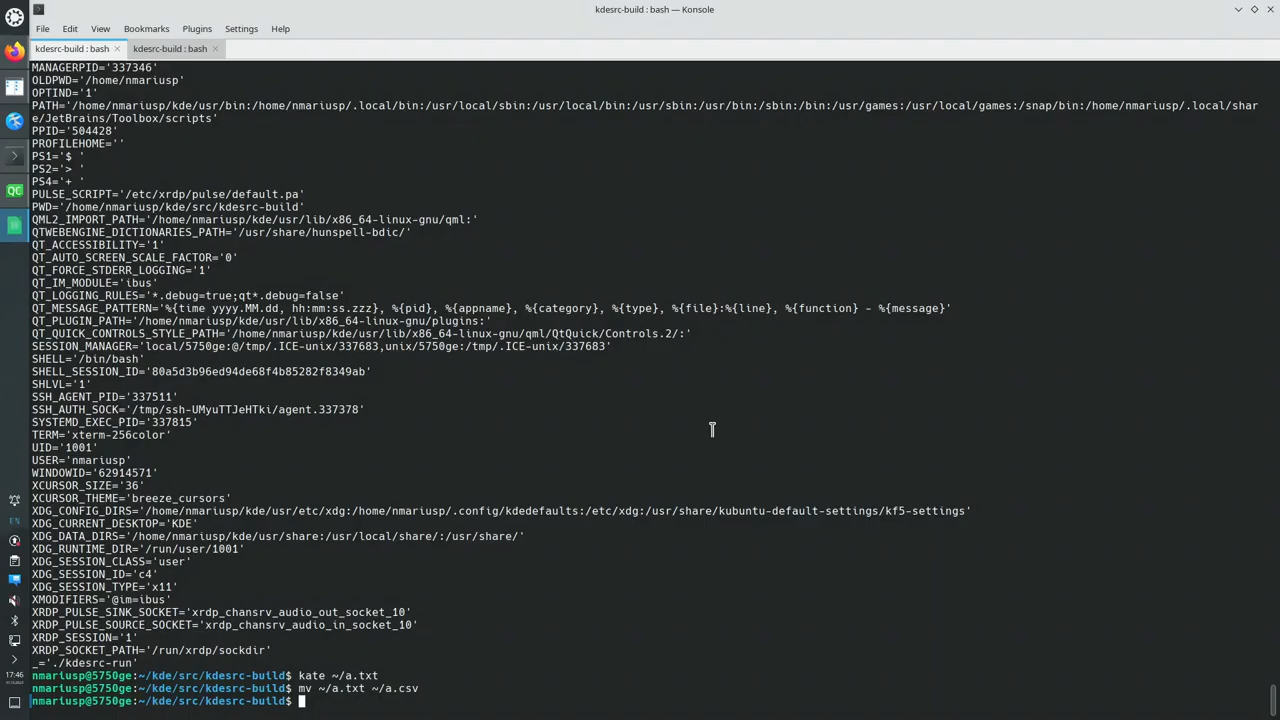 kdesrc-build : bash — Konsole
File Edit View Bookmarks Plugins Settings Help
kdesrc-build : bash kdesrc-build : bash
MANAGERPID='337346'
OLDPWD='/home/nmariusp'
OPTIND='1'
PATH='/home/nmariusp/kde/usr/bin:/home/nmariusp/.local/bin:/usr/local/sbin:/usr/local/bin:/usr/sbin:/usr/bin:/sbin:/bin:/usr/games:/usr/local/games:/snap/bin:/home/nmariusp/.local/shar
e/JetBrains/Toolbox/scripts'
PPID='504428'
PROFILEHOME=''
PS1='$ '
PS2='> '
PS4='+ '
PULSE_SCRIPT='/etc/xrdp/pulse/default.pa'
PWD='/home/nmariusp/kde/src/kdesrc-build'
QML2_IMPORT_PATH='/home/nmariusp/kde/usr/lib/x86_64-linux-gnu/qml:'
QTWEBENGINE_DICTIONARIES_PATH='/usr/share/hunspell-bdic/'
QT_ACCESSIBILITY='1'
QT_AUTO_SCREEN_SCALE_FACTOR='0'
QT_FORCE_STDERR_LOGGING='1'
QT_IM_MODULE='ibus'
QT_LOGGING_RULES='*.debug=true;qt*.debug=false'
QT_MESSAGE_PATTERN='%{time yyyy.MM.dd, hh:mm:ss.zzz}, %{pid}, %{appname}, %{category}, %{type}, %{file}:%{line}, %{function} - %{message}'
QT_PLUGIN_PATH='/home/nmariusp/kde/usr/lib/x86_64-linux-gnu/plugins:'
QT_QUICK_CONTROLS_STYLE_PATH='/home/nmariusp/kde/usr/lib/x86_64-linux-gnu/qml/QtQuick/Controls.2/:'
SESSION_MANAGER='local/5750ge:@/tmp/.ICE-unix/337683,unix/5750ge:/tmp/.ICE-unix/337683'
SHELL='/bin/bash'
SHELL_SESSION_ID='80a5d3b96ed94de68f4b85282f8349ab'
SHLVL='1'
SSH_AGENT_PID='337511'
SSH_AUTH_SOCK='/tmp/ssh-UMyuTTJeHTki/agent.337378'
SYSTEMD_EXEC_PID='337815'
TERM='xterm-256color'
UID='1001'
USER='nmariusp'
WINDOWID='62914571'
XCURSOR_SIZE='36'
XCURSOR_THEME='breeze_cursors'
XDG_CONFIG_DIRS='/home/nmariusp/kde/usr/etc/xdg:/home/nmariusp/.config/kdedefaults:/etc/xdg:/usr/share/kubuntu-default-settings/kf5-settings'
XDG_CURRENT_DESKTOP='KDE'
XDG_DATA_DIRS='/home/nmariusp/kde/usr/share:/usr/local/share/:/usr/share/'
XDG_RUNTIME_DIR='/run/user/1001'
XDG_SESSION_CLASS='user'
XDG_SESSION_ID='c4'
XDG_SESSION_TYPE='x11'
XMODIFIERS='@im=ibus'
XRDP_PULSE_SINK_SOCKET='xrdp_chansrv_audio_out_socket_10'
XRDP_PULSE_SOURCE_SOCKET='xrdp_chansrv_audio_in_socket_10'
XRDP_SESSION='1'
XRDP_SOCKET_PATH='/run/xrdp/sockdir'
_='./kdesrc-run'
nmariusp@5750ge:~/kde/src/kdesrc-build$ kate ~/a.txt
nmariusp@5750ge:~/kde/src/kdesrc-build$ mv ~/a.txt ~/a.csv
nmariusp@5750ge:~/kde/src/kdesrc-build$
QC
EN
17:46